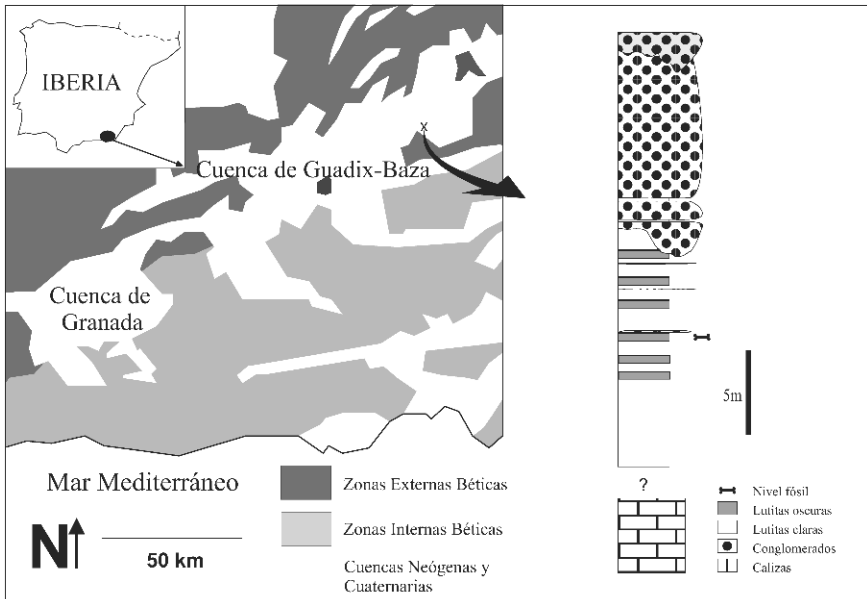 IBERIA
x
Cuenca de Guadix-Baza
Cuenca de
Granada
Mar Mediterráneo
N
50 km
Zonas Externas Béticas
Zonas Internas Béticas
Cuencas Neógenas y
Cuaternarias
5m
?
Nivel fósil
Lutitas oscuras
Lutitas claras
Conglomerados
Calizas